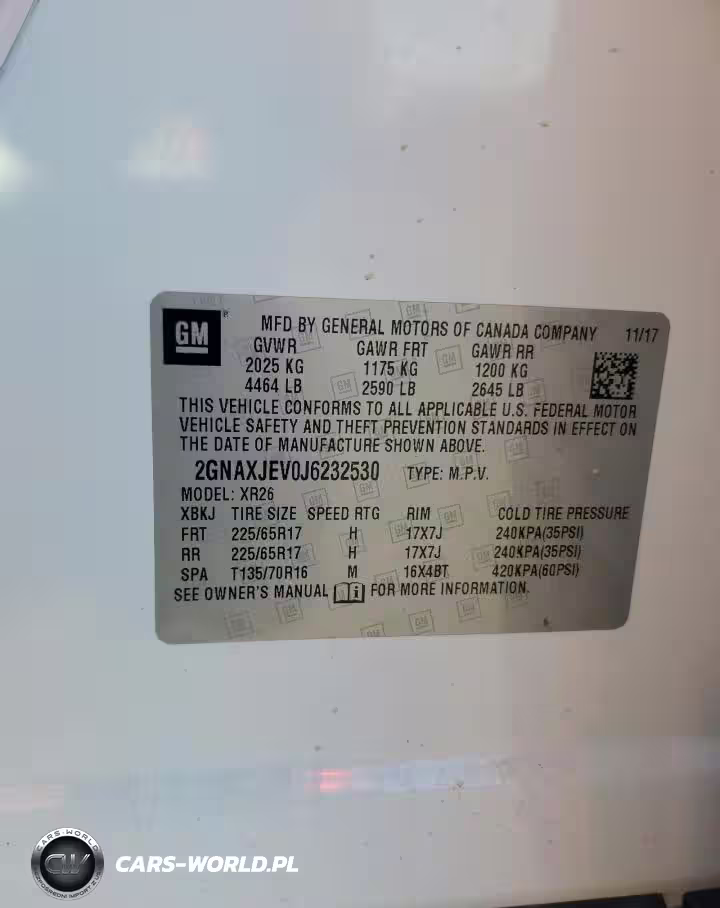 GM
MFD BY GENERAL MOTORS OF CANADA COMPANY 11/17
GVWR GAWR FRT GAWR RR
2025 KG 1175 KG 1200 KG
4464 LB 2590 LB 2645 LB
THIS VEHICLE CONFORMS TO ALL APPLICABLE U.S. FEDERAL MOTOR
VEHICLE SAFETY AND THEFT PREVENTION STANDARDS IN EFFECT ON
THE DATE OF MANUFACTURE SHOWN ABOVE.
2GNAXJEV0J6232530 TYPE: M.P.V.
MODEL: XR26
XBKJ TIRE SIZE SPEED RTG RIM COLD TIRE PRESSURE
FRT 225/65R17 H 17X7J 240KPA(35PSI)
RR 225/65R17 H 17X7J 240KPA(35PSI)
SPA T135/70R16 M 16X4BT 420KPA(60PSI)
SEE OWNER'S MANUAL FOR MORE INFORMATION.
CARS-WORLD
CW
CARS-WORLD.PL